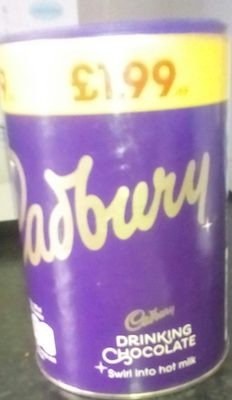 £1.99
Cadbury
Cadbury
DRINKING
CHOCOLATE
Swirl into hot milk